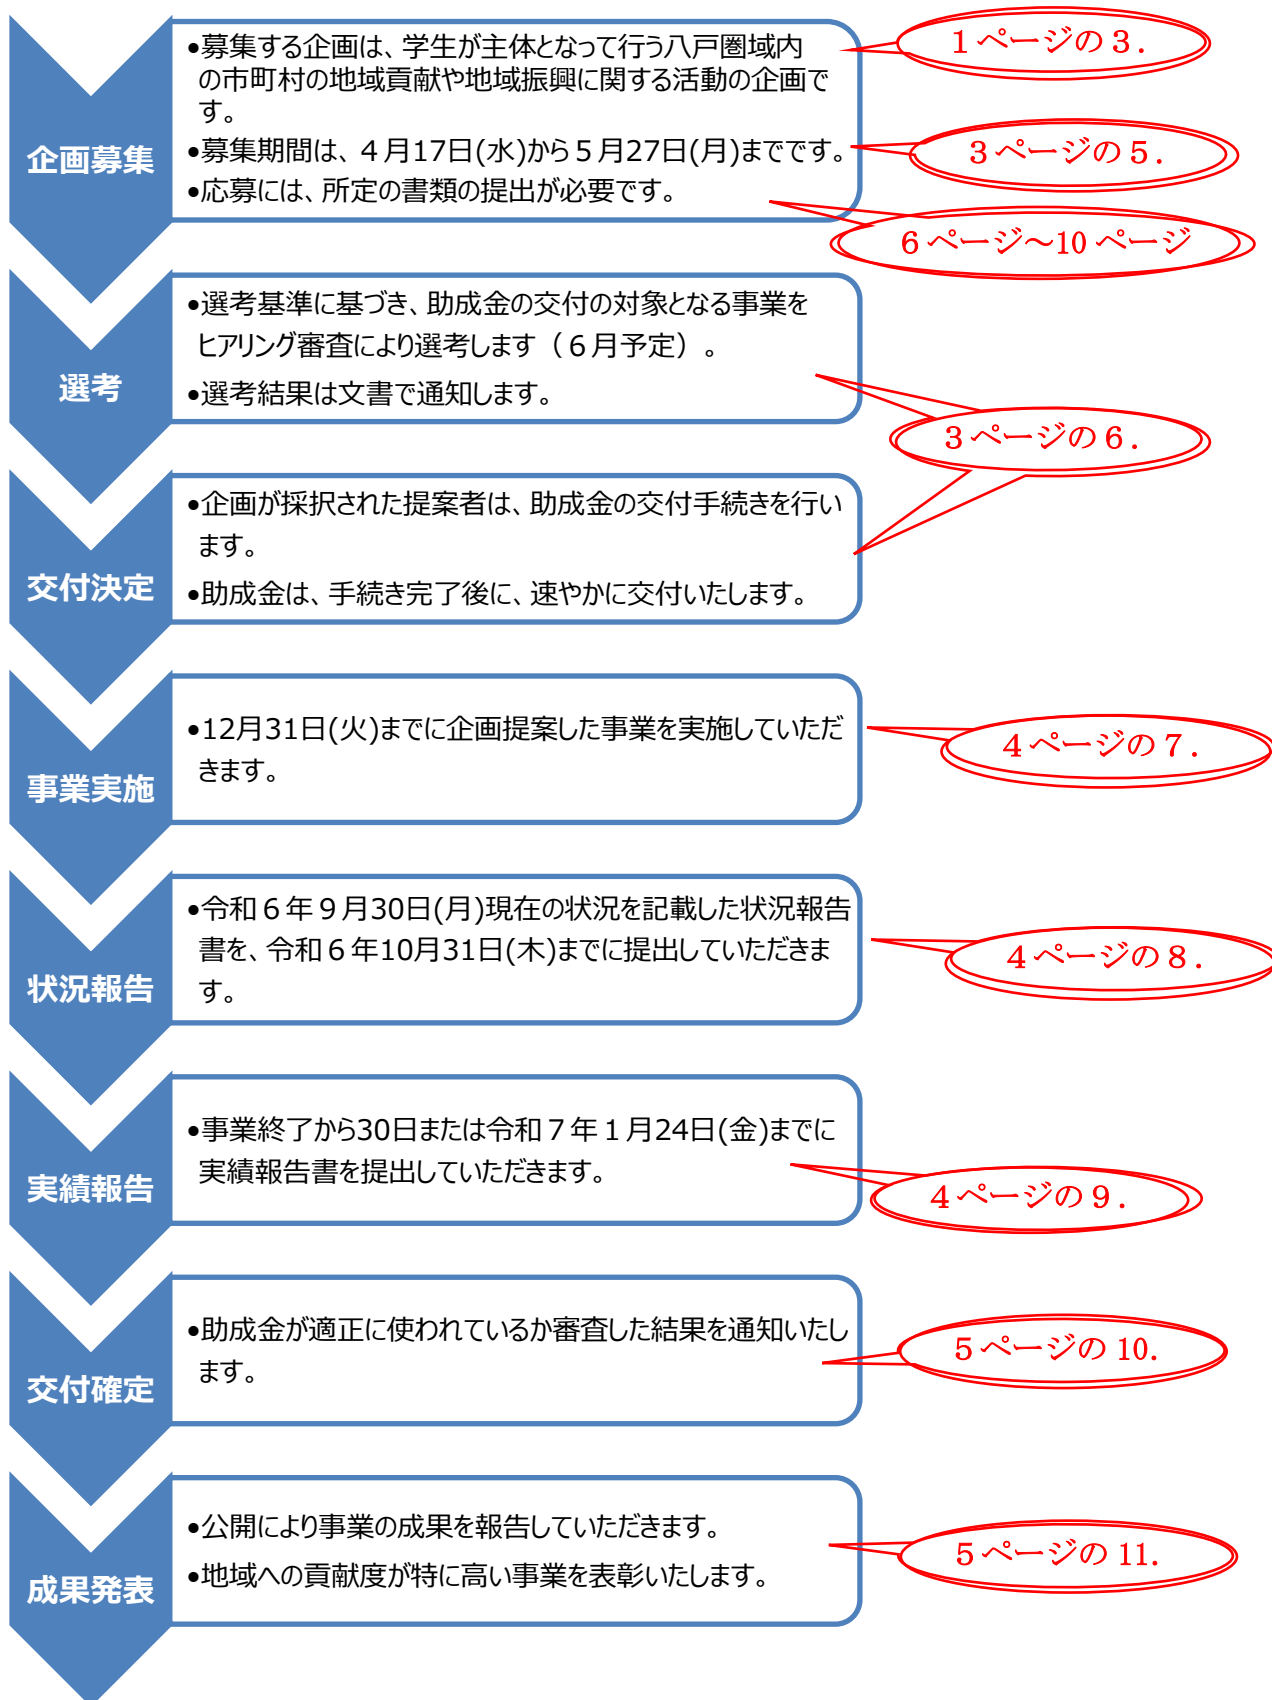 企画募集
•募集する企画は、学生が主体となって行う八戸圏域内
の市町村の地域貢献や地域振興に関する活動の企画で
す。
•募集期間は、４月17日(水)から５月27日(月)までです。
•応募には、所定の書類の提出が必要です。
１ページの３．
３ページの５．
６ページ～10 ページ
選考
•選考基準に基づき、助成金の交付の対象となる事業を
ヒアリング審査により選考します（６月予定）。
•選考結果は文書で通知します。
３ページの６．
交付決定
•企画が採択された提案者は、助成金の交付手続きを行い
ます。
•助成金は、手続き完了後に、速やかに交付いたします。
事業実施
•12月31日(火)までに企画提案した事業を実施していただ
きます。
４ページの７．
状況報告
•令和６年９月30日(月)現在の状況を記載した状況報告
書を、令和６年10月31日(木)までに提出していただきま
す。
４ページの８．
実績報告
•事業終了から30日または令和７年１月24日(金)までに
実績報告書を提出していただきます。
４ページの９．
交付確定
•助成金が適正に使われているか審査した結果を通知いたし
ます。
５ページの 10．
成果発表
•公開により事業の成果を報告していただきます。
•地域への貢献度が特に高い事業を表彰いたします。
５ページの 11．